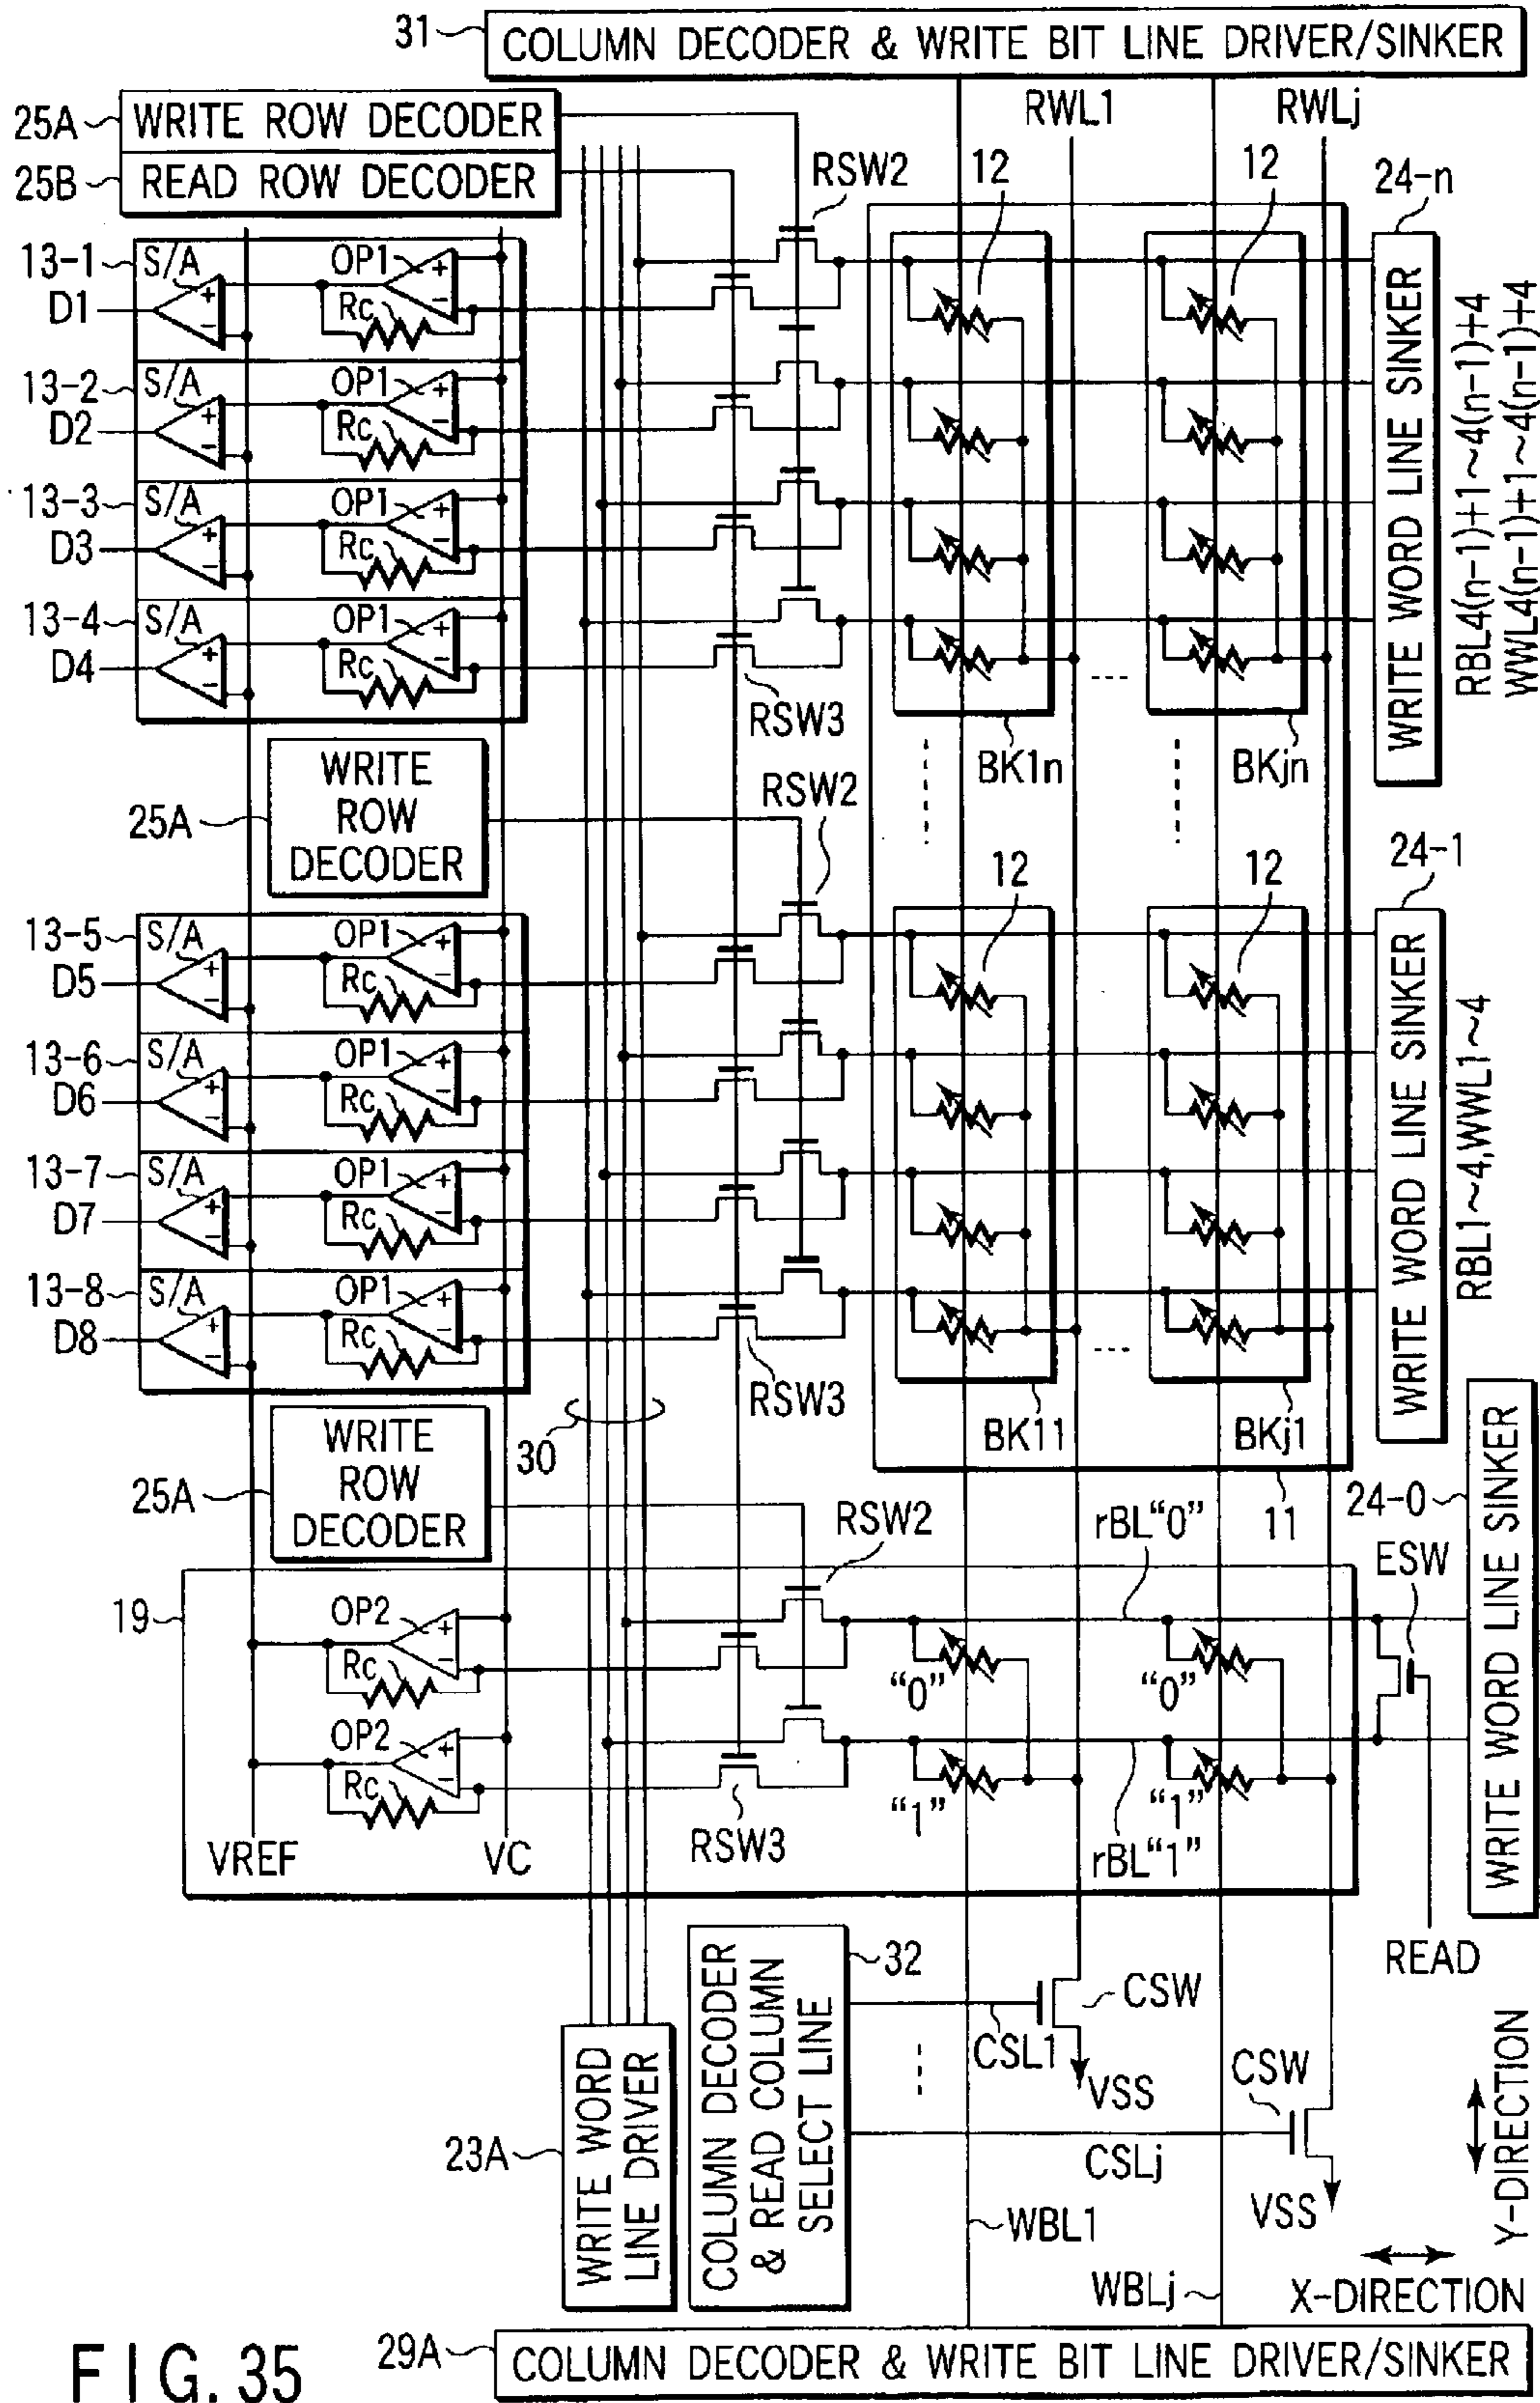 31
COLUMN DECODER & WRITE BIT LINE DRIVER/SINKER
RWL1
RWLj
25A
WRITE ROW DECODER
25B
READ ROW DECODER
RSW2
12
12
24-n
13-1
S/A
OP1
+
-
D1
+
-
Rc
13-2
S/A
OP1
+
-
D2
+
-
Rc
13-3
S/A
OP1
+
-
D3
+
-
Rc
13-4
S/A
OP1
+
-
D4
+
-
Rc
WRITE WORD LINE SINKER
RBL4(n-1)+1~4(n-1)+4
WWL4(n-1)+1~4(n-1)+4
RSW3
BK1n
BKjn
25A
WRITE
ROW
DECODER
RSW2
12
12
24-1
13-5
S/A
OP1
+
-
D5
+
-
Rc
13-6
S/A
OP1
+
-
D6
+
-
Rc
13-7
S/A
OP1
+
-
D7
+
-
Rc
13-8
S/A
OP1
+
-
D8
+
-
Rc
WRITE WORD LINE SINKER
RBL1~4,WWL1~4
RSW3
30
BK11
BKj1
11
25A
WRITE
ROW
DECODER
RSW2
rBL“0”
24-0
ESW
WRITE WORD LINE SINKER
19
OP2
+
-
Rc
“0”
“0”
OP2
+
-
Rc
“1”
“1”
VREF
VC
RSW3
rBL“1”
READ
32
COLUMN DECODER
& READ COLUMN
SELECT LINE
CSW
CSL1
VSS
CSW
CSLj
VSS
23A
WRITE WORD
LINE DRIVER
WBL1
WBLj
Y-DIRECTION
X-DIRECTION
29A
COLUMN DECODER & WRITE BIT LINE DRIVER/SINKER
FIG. 35